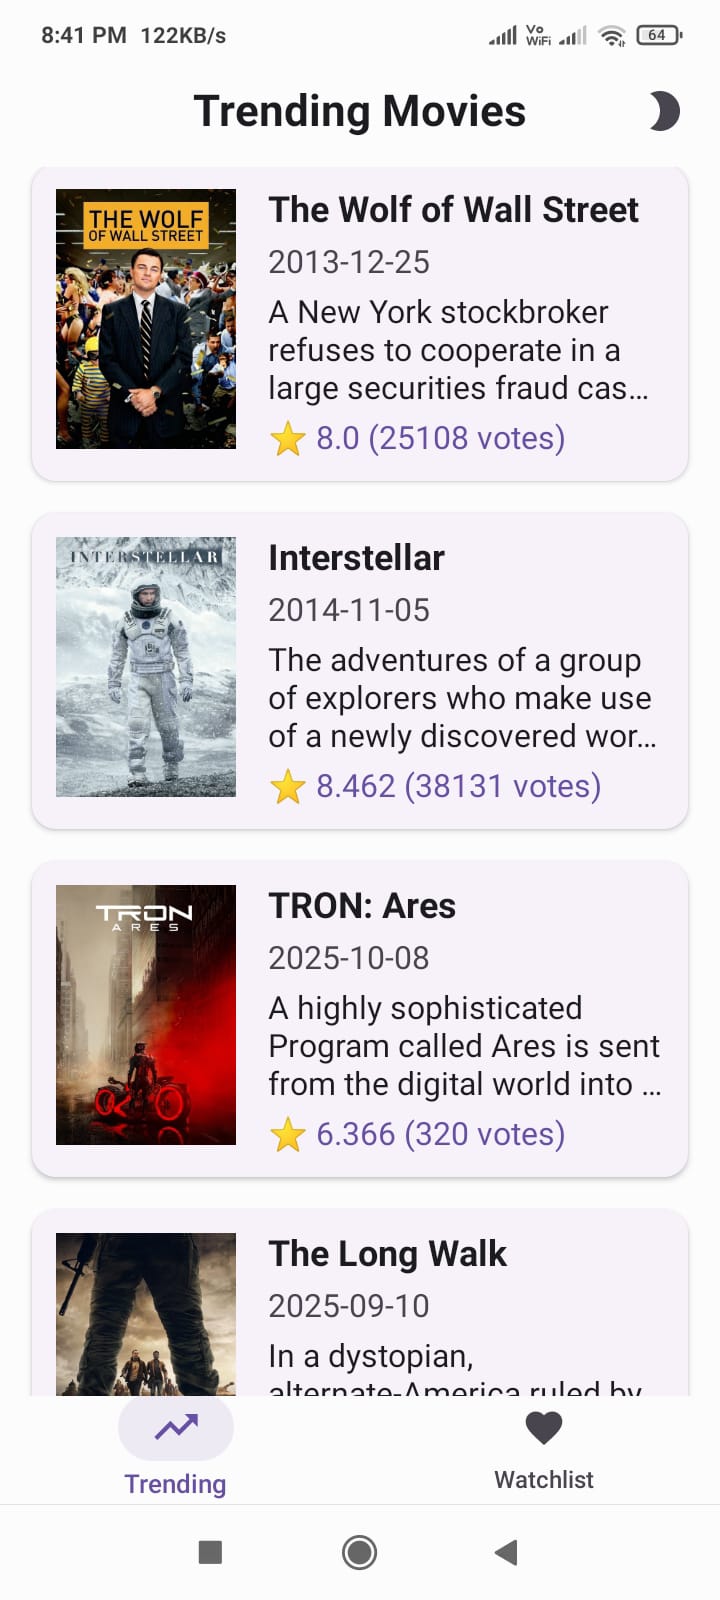 8:41 PM 122KB/s
Vo
WiFi
64
Trending Movies
THE WOLF
OF WALL STREET
The Wolf of Wall Street
2013-12-25
A New York stockbroker
refuses to cooperate in a
large securities fraud cas…
⭐ 8.0 (25108 votes)
INTERSTELLAR
Interstellar
2014-11-05
The adventures of a group
of explorers who make use
of a newly discovered wor…
⭐ 8.462 (38131 votes)
TRON
ARES
TRON: Ares
2025-10-08
A highly sophisticated
Program called Ares is sent
from the digital world into …
⭐ 6.366 (320 votes)
The Long Walk
2025-09-10
In a dystopian,
alternate-America ruled by
Trending
Watchlist